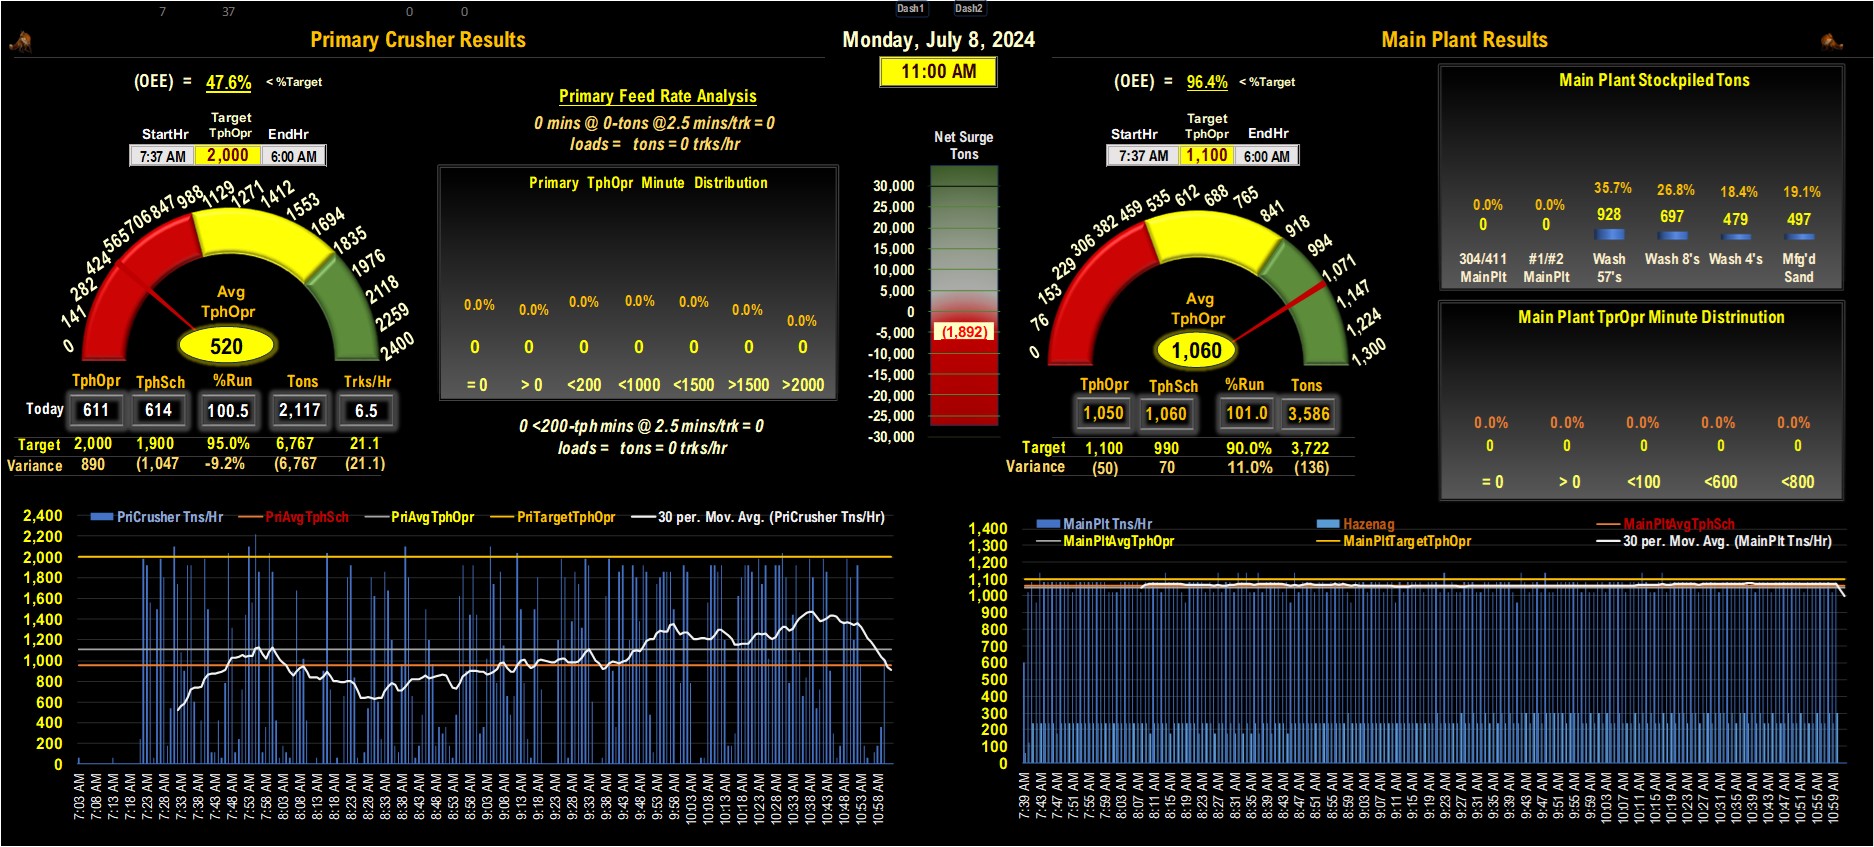 7 37 0 0 Dash1 Dash2
Primary Crusher Results
Monday, July 8, 2024
Main Plant Results
11:00 AM
(OEE) = 47.6% < %Target
Target
StartHr TphOpr EndHr
7:37 AM 2,000 6:00 AM
0 141 282 424 565 706 847 988 1129 1271 1412 1553 1694 1835 1976 2118 2259 2400
Avg
TphOpr
520
TphOpr TphSch %Run Tons Trks/Hr
Today 611 614 100.5 2,117 6.5
Target 2,000 1,900 95.0% 6,767 21.1
Variance 890 (1,047 -9.2% (6,767 (21.1)
Primary Feed Rate Analysis
0 mins @ 0-tons @2.5 mins/trk = 0
loads = tons = 0 trks/hr
Primary TphOpr Minute Distribution
0.0% 0.0% 0.0% 0.0% 0.0% 0.0% 0.0%
0 0 0 0 0 0 0
= 0 > 0 <200 <1000 <1500 >1500 >2000
0 <200-tph mins @ 2.5 mins/trk = 0
loads = tons = 0 trks/hr
Net Surge
Tons
30,000
25,000
20,000
15,000
10,000
5,000
0
-5,000
-10,000
-15,000
-20,000
-25,000
-30,000
(1,892)
(OEE) = 96.4% < %Target
Target
StartHr TphOpr EndHr
7:37 AM 1,100 6:00 AM
0 76 153 229 306 382 459 535 612 688 765 841 918 994 1,071 1,147 1,224 1,300
Avg
TphOpr
1,060
TphOpr TphSch %Run Tons
1,050 1,060 101.0 3,586
Target 1,100 990 90.0% 3,722
Variance (50) 70 11.0% (136)
Main Plant Stockpiled Tons
0.0% 0.0% 35.7% 26.8% 18.4% 19.1%
0 0 928 697 479 497
304/411 #1/#2 Wash Wash 8's Wash 4's Mfg'd
MainPlt MainPlt 57's Sand
Main Plant TprOpr Minute Distrinution
0.0% 0.0% 0.0% 0.0% 0.0%
0 0 0 0 0
= 0 > 0 <100 <600 <800
PriCrusher Tns/Hr PriAvgTphSch PriAvgTphOpr PriTargetTphOpr 30 per. Mov. Avg. (PriCrusher Tns/Hr)
2,400
2,200
2,000
1,800
1,600
1,400
1,200
1,000
800
600
400
200
0
7:03 AM 7:08 AM 7:13 AM 7:18 AM 7:23 AM 7:28 AM 7:33 AM 7:38 AM 7:43 AM 7:48 AM 7:53 AM 7:58 AM 8:03 AM 8:08 AM 8:13 AM 8:18 AM 8:23 AM 8:28 AM 8:33 AM 8:38 AM 8:43 AM 8:48 AM 8:53 AM 8:58 AM 9:03 AM 9:08 AM 9:13 AM 9:18 AM 9:23 AM 9:28 AM 9:33 AM 9:38 AM 9:43 AM 9:48 AM 9:53 AM 9:58 AM 10:03 AM 10:08 AM 10:13 AM 10:18 AM 10:23 AM 10:28 AM 10:33 AM 10:38 AM 10:43 AM 10:48 AM 10:53 AM 10:58 AM
MainPlt Tns/Hr Hazenag MainPltAvgTphSch
MainPltAvgTphOpr MainPltTargetTphOpr 30 per. Mov. Avg. (MainPlt Tns/Hr)
1,400
1,300
1,200
1,100
1,000
900
800
700
600
500
400
300
200
100
0
7:39 AM 7:43 AM 7:47 AM 7:51 AM 7:55 AM 7:59 AM 8:03 AM 8:07 AM 8:11 AM 8:15 AM 8:19 AM 8:23 AM 8:27 AM 8:31 AM 8:35 AM 8:39 AM 8:43 AM 8:47 AM 8:51 AM 8:55 AM 8:59 AM 9:03 AM 9:07 AM 9:11 AM 9:15 AM 9:19 AM 9:23 AM 9:27 AM 9:31 AM 9:35 AM 9:39 AM 9:43 AM 9:47 AM 9:51 AM 9:55 AM 9:59 AM 10:03 AM 10:07 AM 10:11 AM 10:15 AM 10:19 AM 10:23 AM 10:27 AM 10:31 AM 10:35 AM 10:39 AM 10:43 AM 10:47 AM 10:51 AM 10:55 AM 10:59 AM